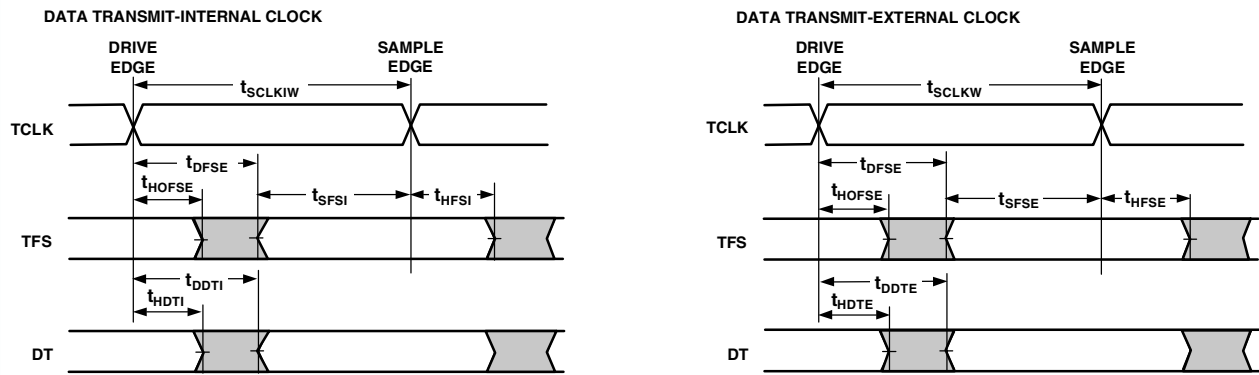 DATA TRANSMIT-INTERNAL CLOCK
DRIVE
EDGE
SAMPLE
EDGE
tSCLKIW
TCLK
tDFSE
tHOFSE
tSFSI
tHFSI
TFS
tDDTI
tHDTI
DT
DATA TRANSMIT-EXTERNAL CLOCK
DRIVE
EDGE
SAMPLE
EDGE
tSCLKW
TCLK
tDFSE
tHOFSE
tSFSE
tHFSE
TFS
tDDTE
tHDTE
DT